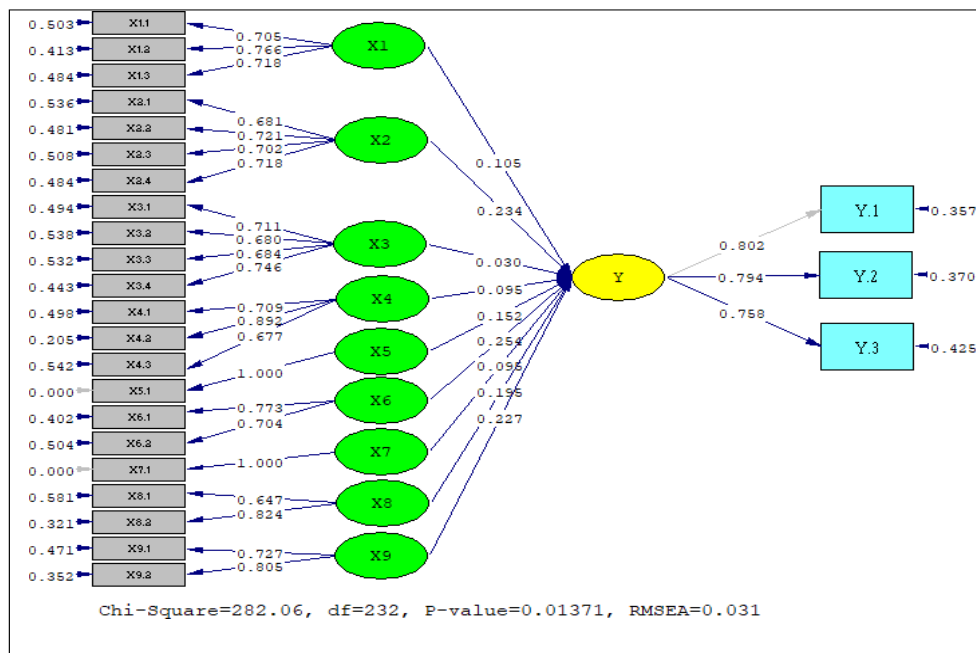 0.503 X1.1
0.413 X1.2
0.484 X1.3
0.705
0.766
0.718
X1
0.536 X2.1
0.481 X2.2
0.508 X2.3
0.484 X2.4
0.681
0.721
0.702
0.718
X2
0.494 X3.1
0.538 X3.2
0.532 X3.3
0.443 X3.4
0.711
0.680
0.684
0.746
X3
0.498 X4.1
0.205 X4.2
0.542 X4.3
0.709
0.892
0.677
X4
0.000 X5.1
1.000
X5
0.402 X6.1
0.504 X6.2
0.773
0.704
X6
0.000 X7.1
1.000
X7
0.581 X8.1
0.321 X8.2
0.647
0.824
X8
0.471 X9.1
0.352 X9.2
0.727
0.805
X9
0.105
0.234
0.030
0.095
0.152
0.254
0.095
0.195
0.227
Y
0.802
0.794
0.758
Y.1 0.357
Y.2 0.370
Y.3 0.425
Chi-Square=282.06, df=232, P-value=0.01371, RMSEA=0.031